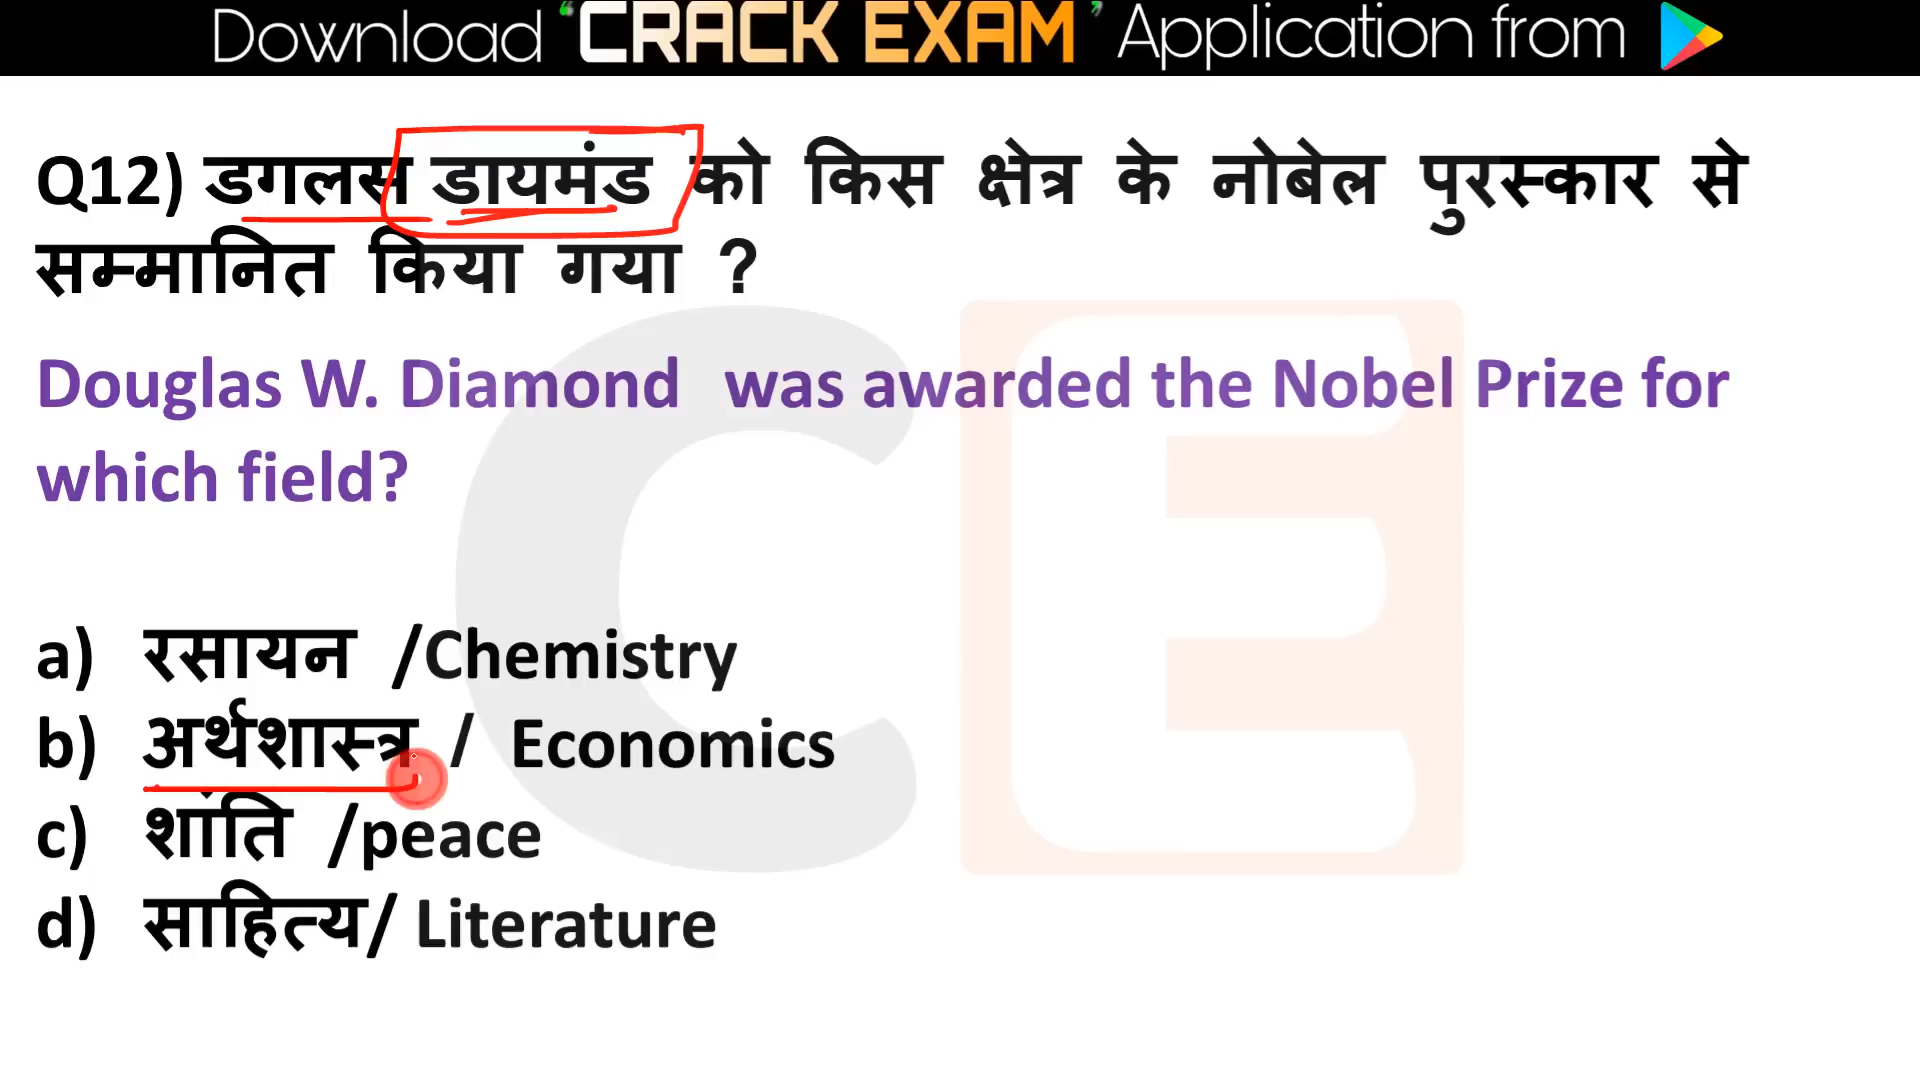 Download ‘CRACK EXAM’ Application from
Q12) डगलस डायमंड को किस क्षेत्र के नोबेल पुरस्कार से
सम्मानित किया गया ?
Douglas W. Diamond was awarded the Nobel Prize for
which field?
a) रसायन /Chemistry
b) अर्थशास्त्र / Economics
c) शांति /peace
d) साहित्य/ Literature
CE